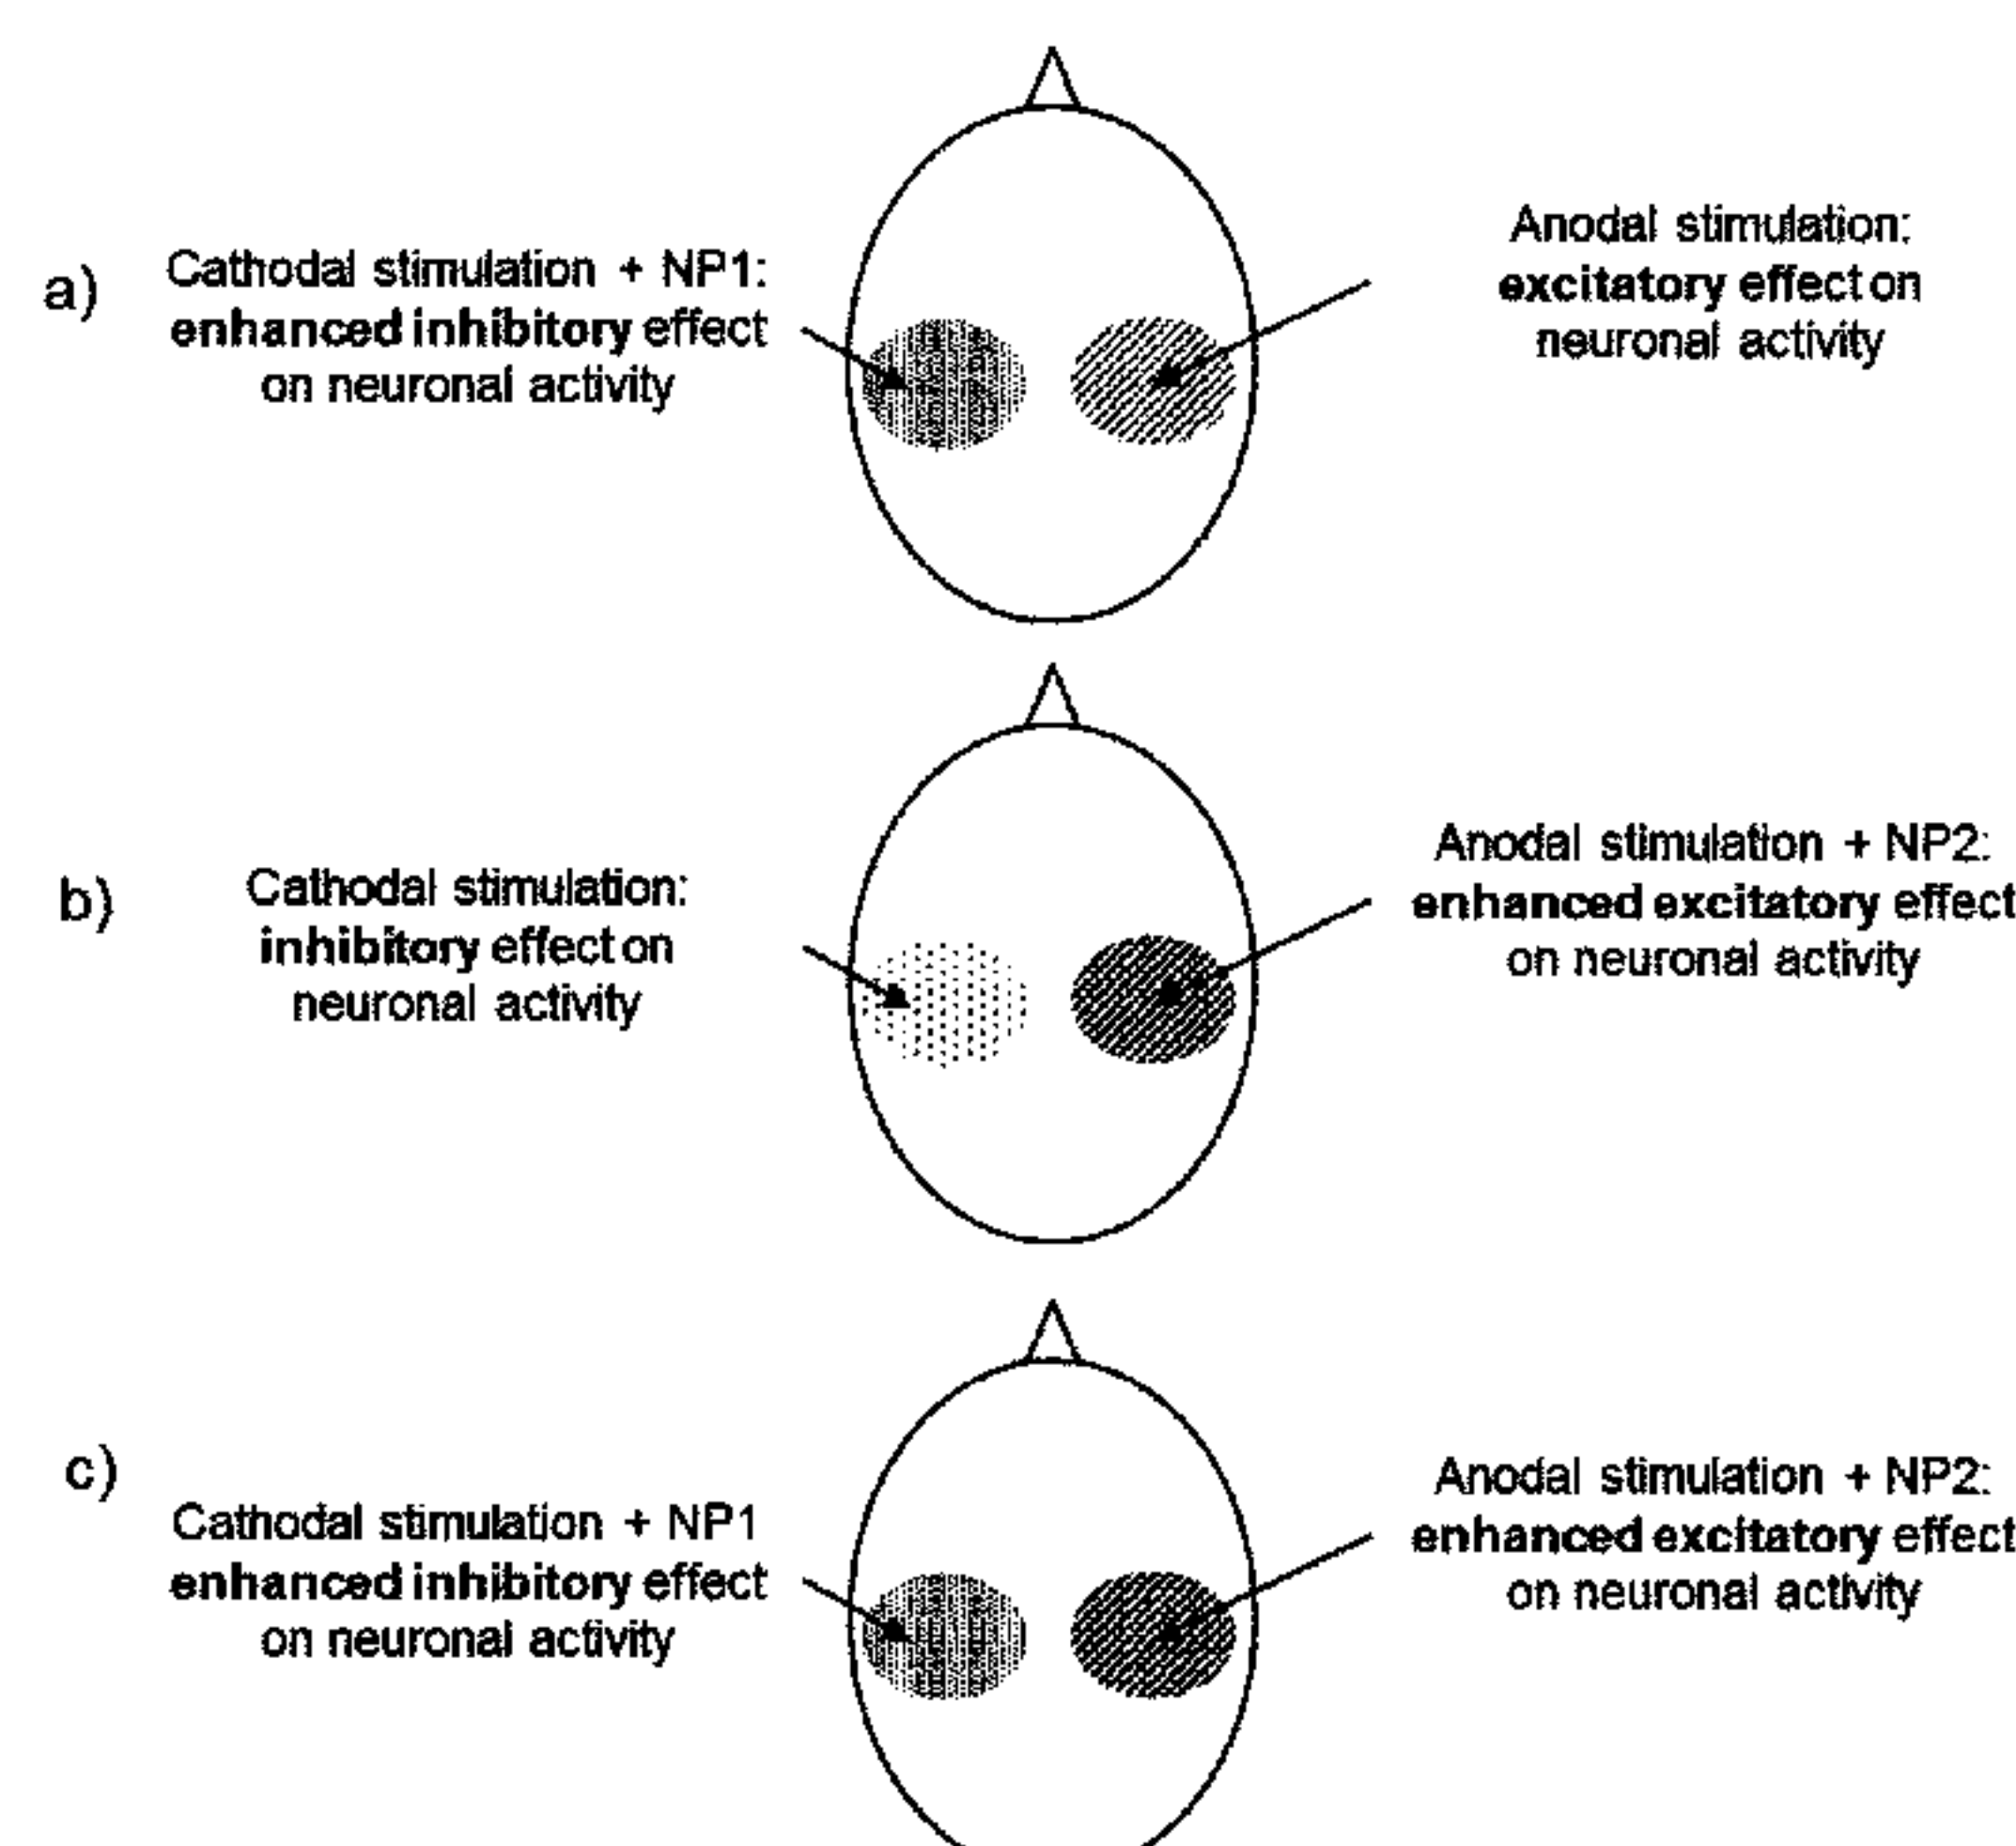 a)
Cathodal stimulation + NP1:
enhanced inhibitory effect
on neuronal activity
Anodal stimulation:
excitatory effect on
neuronal activity
b)
Cathodal stimulation:
inhibitory effect on
neuronal activity
Anodal stimulation + NP2:
enhanced excitatory effect
on neuronal activity
c)
Cathodal stimulation + NP1
enhanced inhibitory effect
on neuronal activity
Anodal stimulation + NP2:
enhanced excitatory effect
on neuronal activity